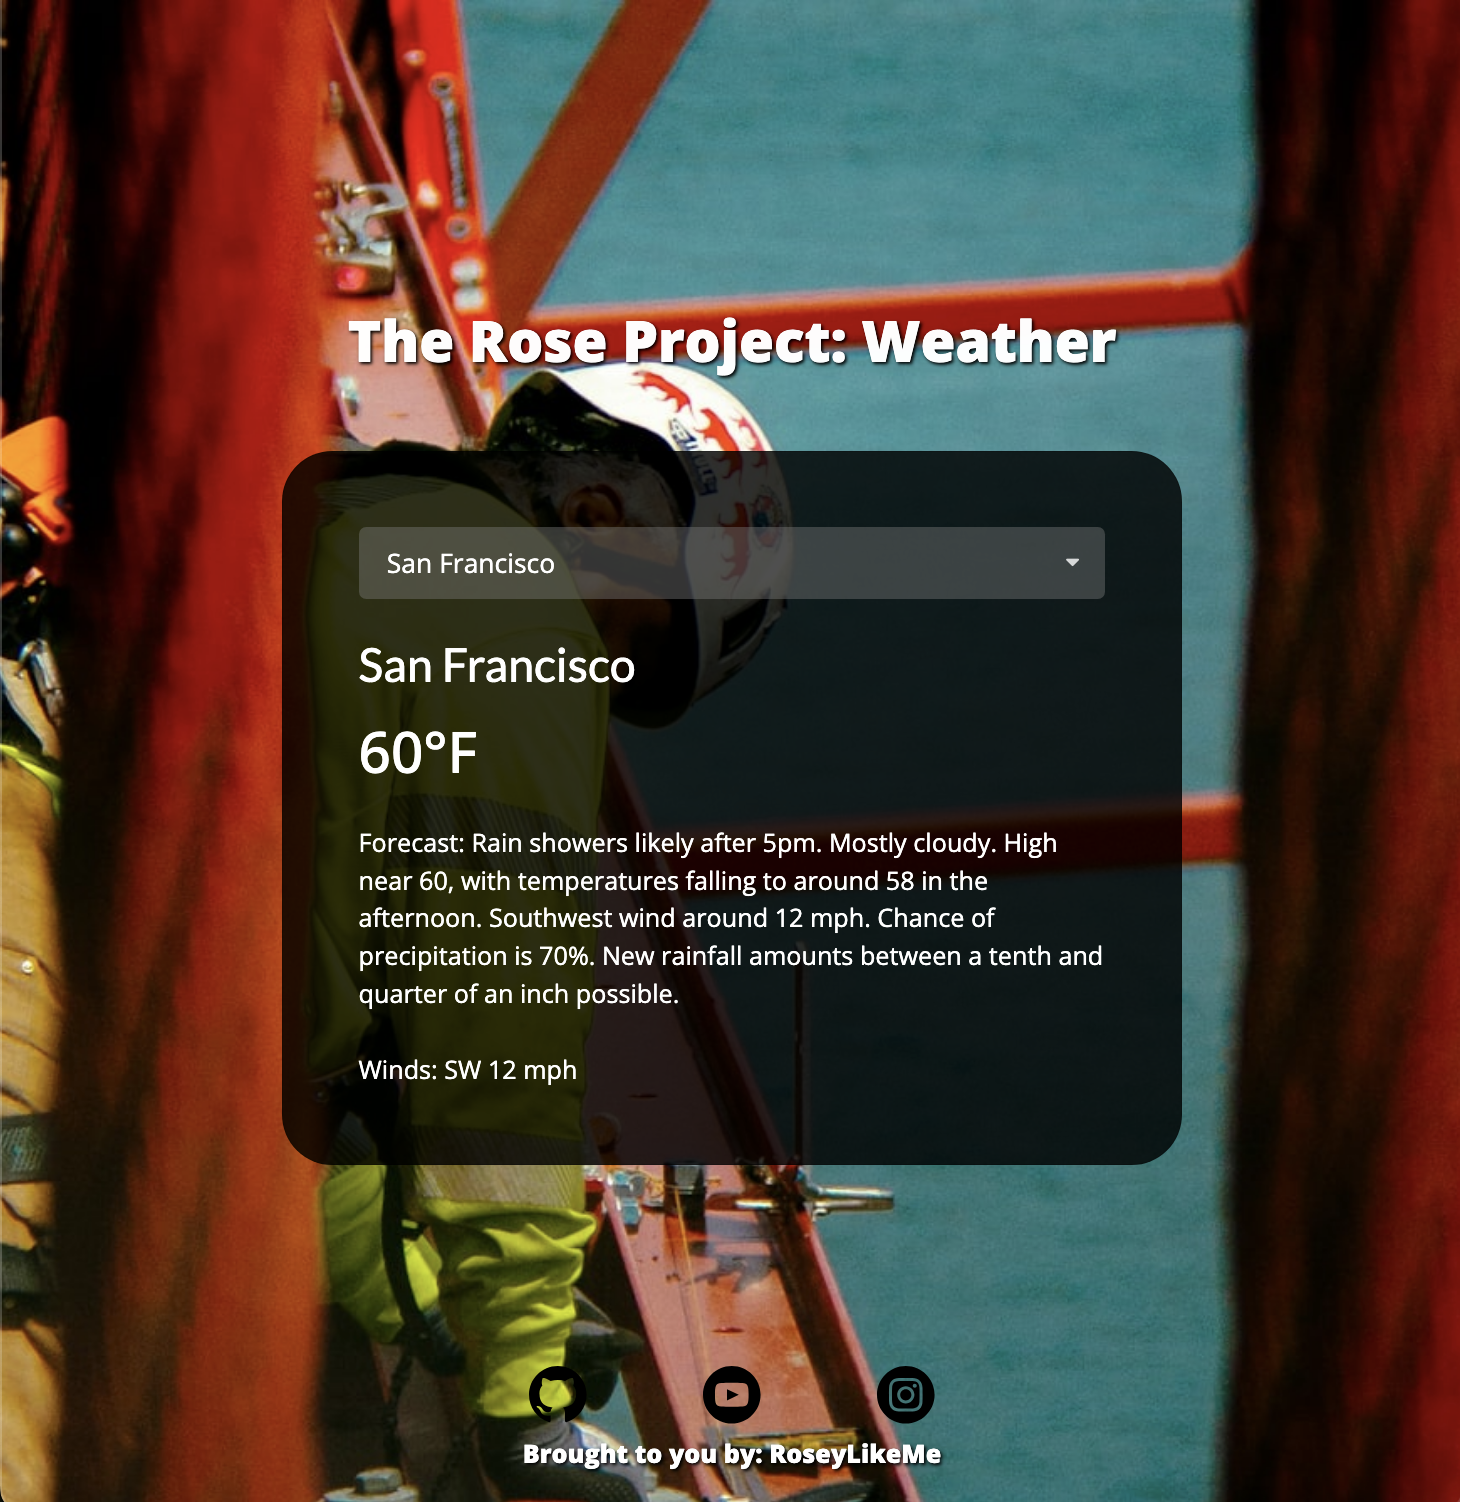 The Rose Project: Weather
San Francisco
San Francisco
60°F
Forecast: Rain showers likely after 5pm. Mostly cloudy. High
near 60, with temperatures falling to around 58 in the
afternoon. Southwest wind around 12 mph. Chance of
precipitation is 70%. New rainfall amounts between a tenth and
quarter of an inch possible.
Winds: SW 12 mph
Brought to you by: RoseyLikeMe